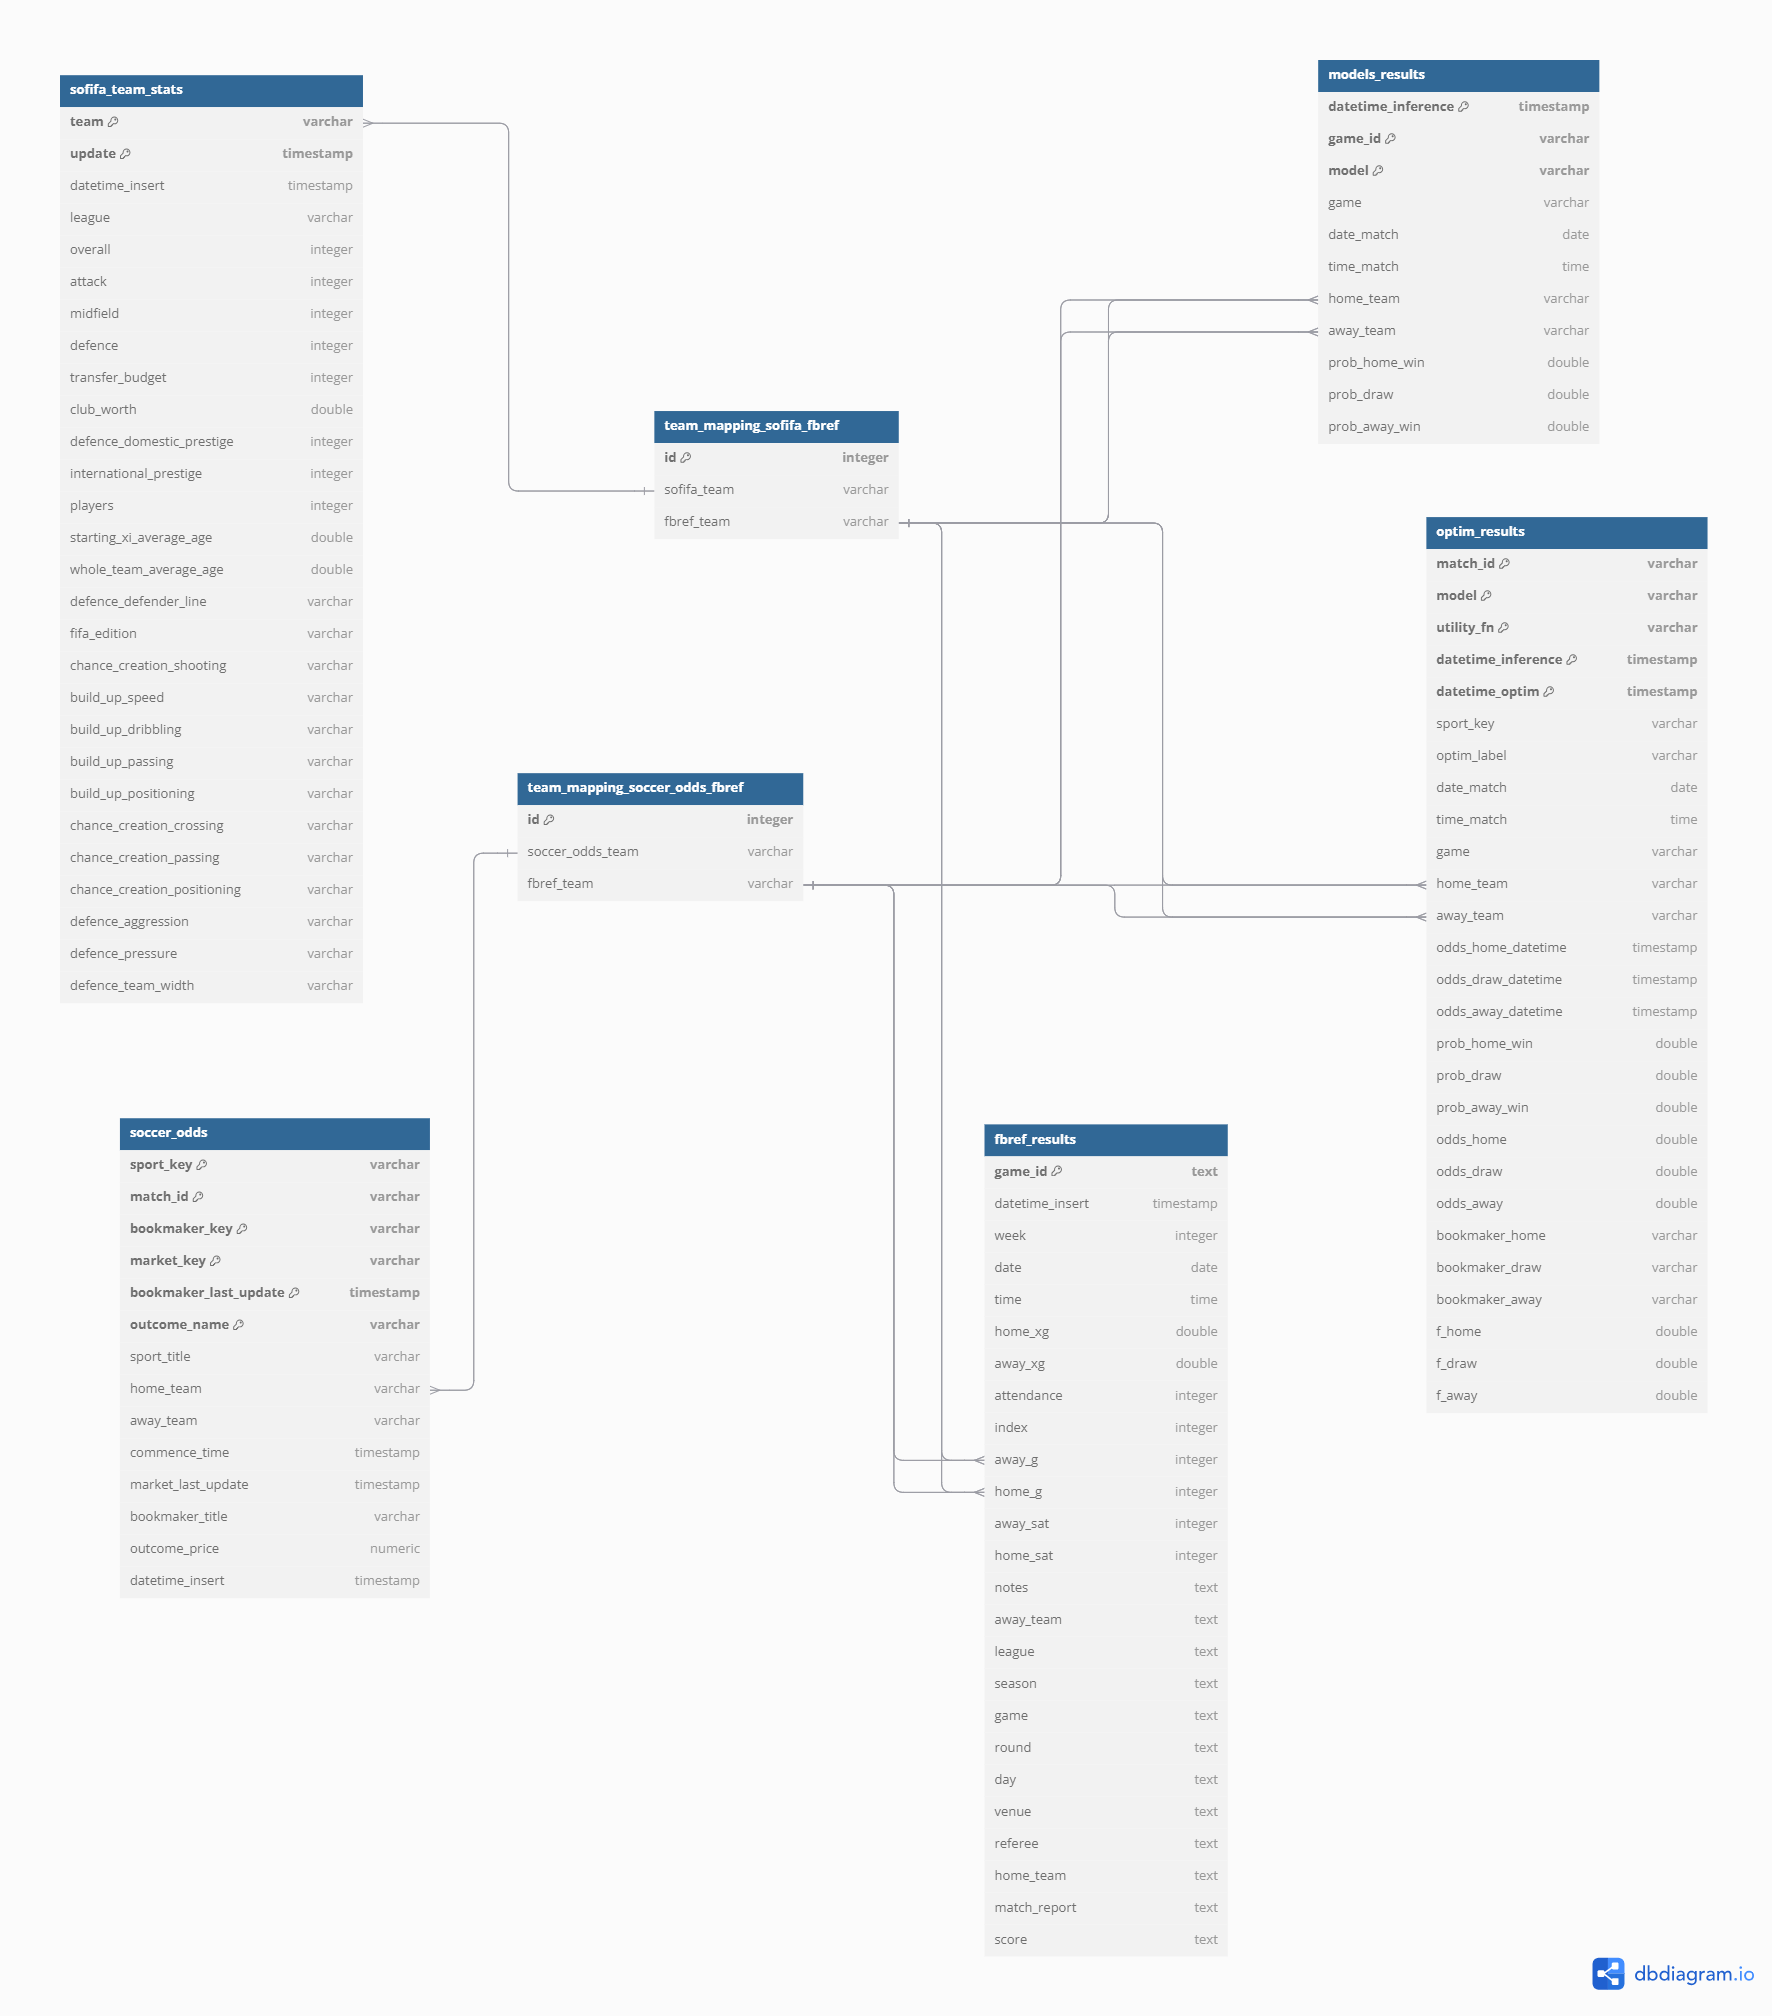 sofifa_team_stats
team varchar
update timestamp
datetime_insert timestamp
league varchar
overall integer
attack integer
midfield integer
defence integer
transfer_budget integer
club_worth double
defence_domestic_prestige integer
international_prestige integer
players integer
starting_xi_average_age double
whole_team_average_age double
defence_defender_line varchar
fifa_edition varchar
chance_creation_shooting varchar
build_up_speed varchar
build_up_dribbling varchar
build_up_passing varchar
build_up_positioning varchar
chance_creation_crossing varchar
chance_creation_passing varchar
chance_creation_positioning varchar
defence_aggression varchar
defence_pressure varchar
defence_team_width varchar
models_results
datetime_inference timestamp
game_id varchar
model varchar
game varchar
date_match date
time_match time
home_team varchar
away_team varchar
prob_home_win double
prob_draw double
prob_away_win double
team_mapping_sofifa_fbref
id integer
sofifa_team varchar
fbref_team varchar
optim_results
match_id varchar
model varchar
utility_fn varchar
datetime_inference timestamp
datetime_optim timestamp
sport_key varchar
optim_label varchar
date_match date
time_match time
game varchar
home_team varchar
away_team varchar
odds_home_datetime timestamp
odds_draw_datetime timestamp
odds_away_datetime timestamp
prob_home_win double
prob_draw double
prob_away_win double
odds_home double
odds_draw double
odds_away double
bookmaker_home varchar
bookmaker_draw varchar
bookmaker_away varchar
f_home double
f_draw double
f_away double
team_mapping_soccer_odds_fbref
id integer
soccer_odds_team varchar
fbref_team varchar
soccer_odds
sport_key varchar
match_id varchar
bookmaker_key varchar
market_key varchar
bookmaker_last_update timestamp
outcome_name varchar
sport_title varchar
home_team varchar
away_team varchar
commence_time timestamp
market_last_update timestamp
bookmaker_title varchar
outcome_price numeric
datetime_insert timestamp
fbref_results
game_id text
datetime_insert timestamp
week integer
date date
time time
home_xg double
away_xg double
attendance integer
index integer
away_g integer
home_g integer
away_sat integer
home_sat integer
notes text
away_team text
league text
season text
game text
round text
day text
venue text
referee text
home_team text
match_report text
score text
dbdiagram.io